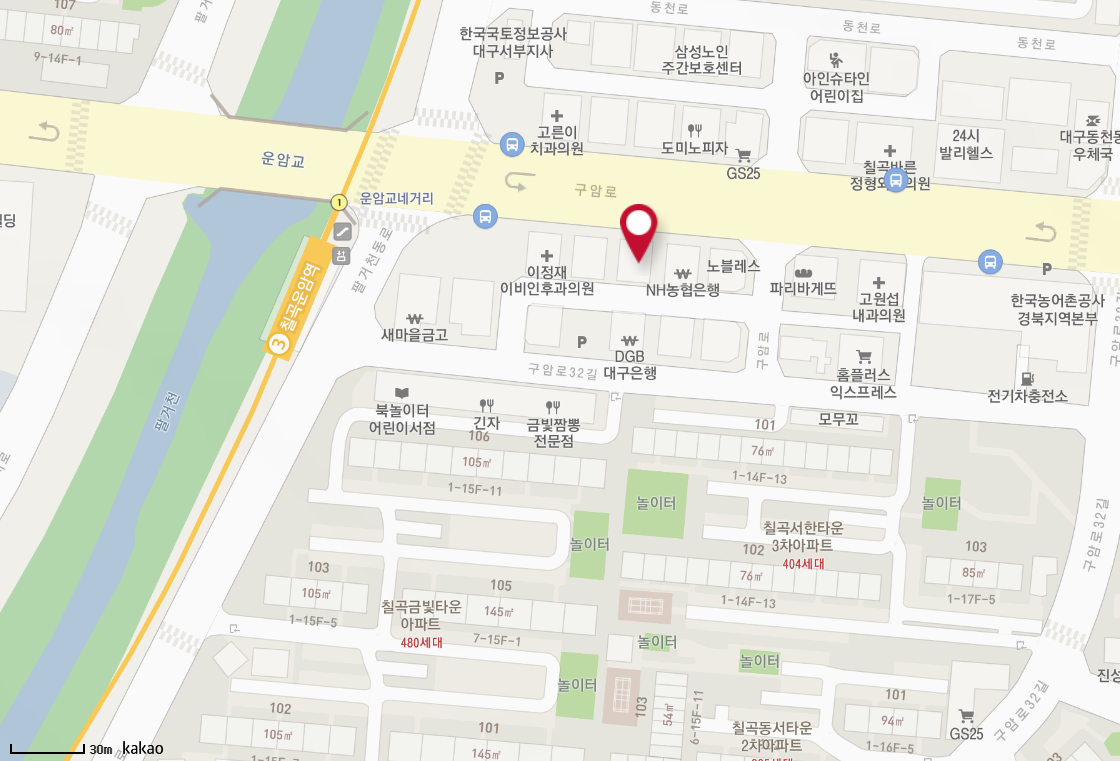 107
80㎡
9-14F-1
동천로
동천로
동천로
한국국토정보공사
대구서부지사
P
삼성노인
주간보호센터
아인슈타인
어린이집
고른이
치과의원
도미노피자
GS25
24시
발리헬스
칠곡바른
우체국
운암교
운암교네거리
구암로
1
팔거천동로
3 칠곡운암역
팔거천
이정재
이비인후과의원
NH농협은행
노블레스
파리바게뜨
고원섭
내과의원
P
한국농어촌공사
경북지역본부
새마을금고
P
DGB
대구은행
구암로
홈플러스
익스프레스
전기차충전소
구암로32길
북놀이터
어린이서점
긴자
금빛짬뽕
전문점
모무꼬
106
105㎡
1-15F-11
101
76㎡
1-14F-13
놀이터
놀이터
놀이터
칠곡서한타운
3차아파트
404세대
102
76㎡
1-14F-13
103
85㎡
1-17F-5
구암로32길
103
105㎡
1-15F-5
칠곡금빛타운
아파트
480세대
105
145㎡
7-15F-1
놀이터
놀이터
놀이터
102
105㎡
101
145㎡
103
54㎡
6-15F-11
칠곡동서타운
2차아파트
101
94㎡
1-16F-5
GS25
구암로32길
30m kakao